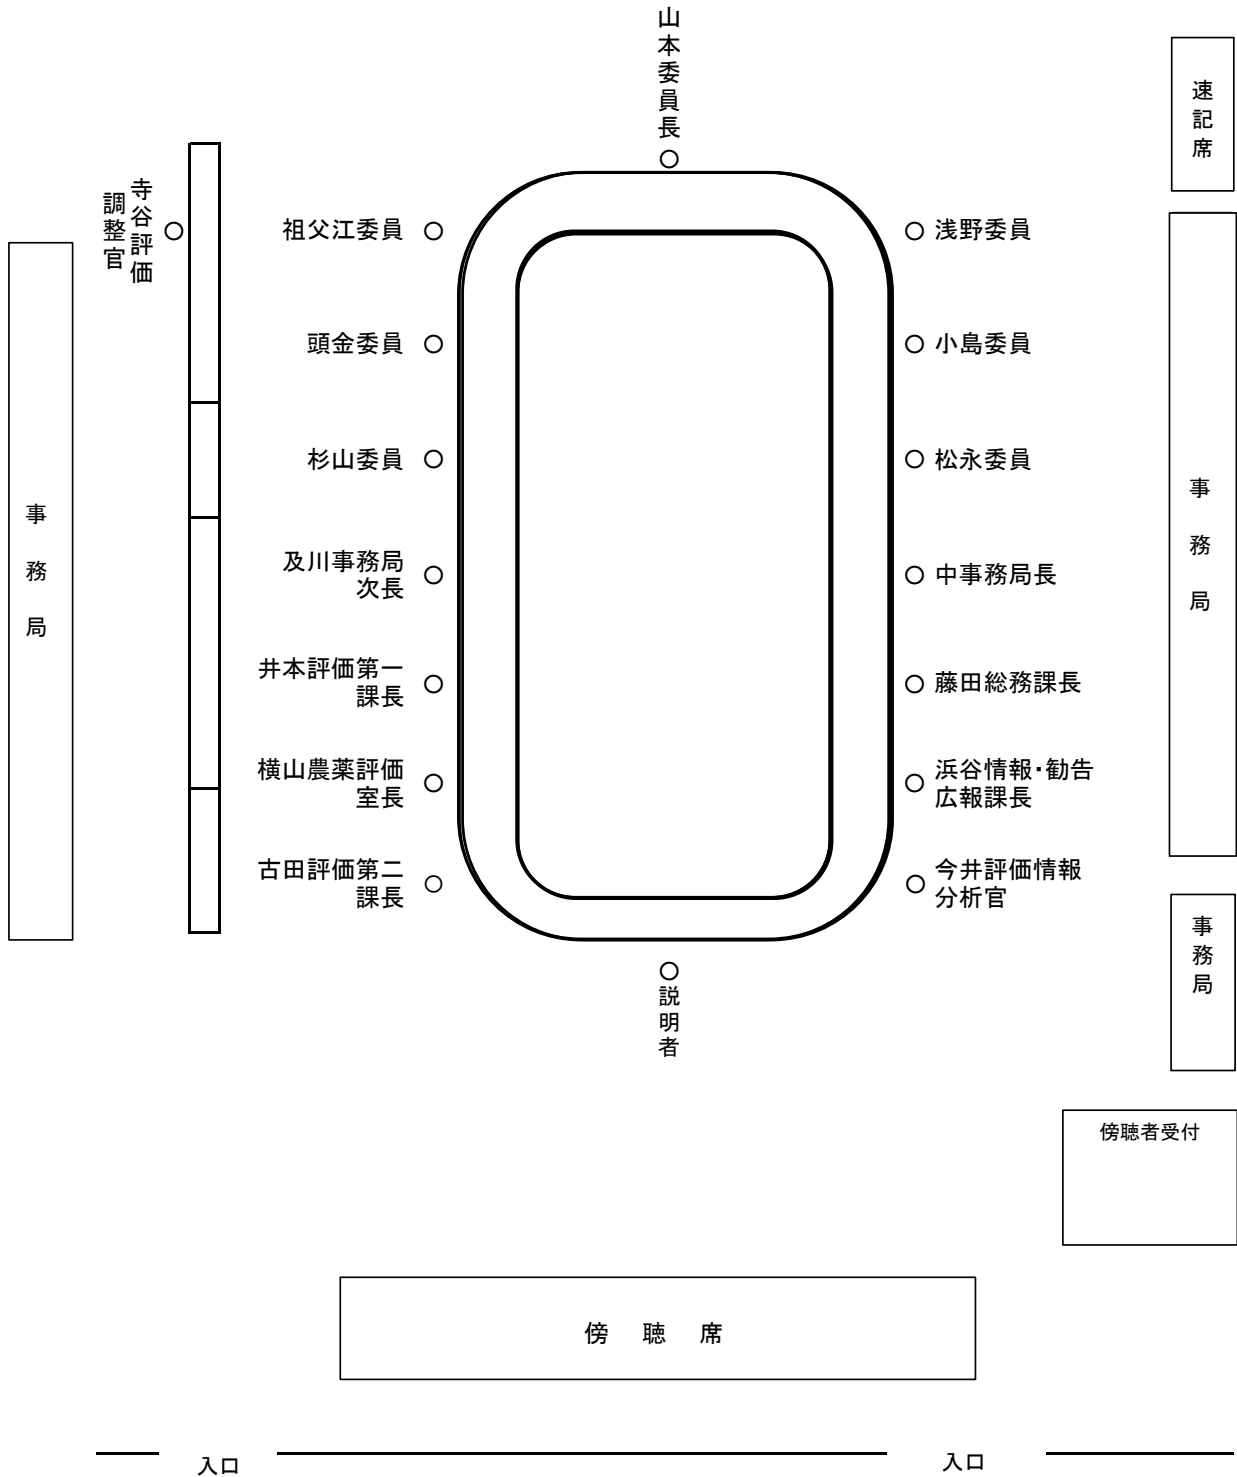 山本委員長
速記席
寺谷評価
調整官
祖父江委員
浅野委員
頭金委員
小島委員
杉山委員
松永委員
事務局
事務局
及川事務局
次長
中事務局長
井本評価第一
課長
藤田総務課長
横山農薬評価
室長
浜谷情報・勧告
広報課長
古田評価第二
課長
今井評価情報
分析官
事務局
説明者
傍聴者受付
傍聴席
入口
入口